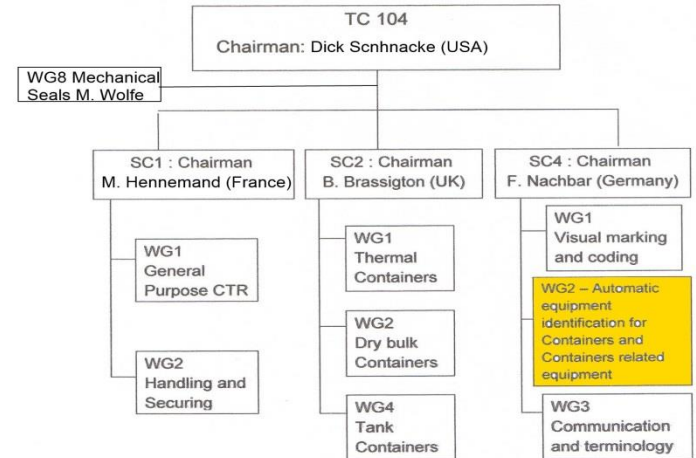 TC 104
Chairman: Dick Scnhnacke (USA)
WG8 Mechanical
Seals M. Wolfe
SC1 : Chairman
M. Hennemand (France)
SC2 : Chairman
B. Brassigton (UK)
SC4 : Chairman
F. Nachbar (Germany)
WG1
General
Purpose CTR
WG2
Handling and
Securing
WG1
Thermal
Containers
WG2
Dry bulk
Containers
WG4
Tank
Containers
WG1
Visual marking
and coding
WG2 – Automatic
equipment
identification for
Containers and
Containers related
equipment
WG3
Communication
and terminology